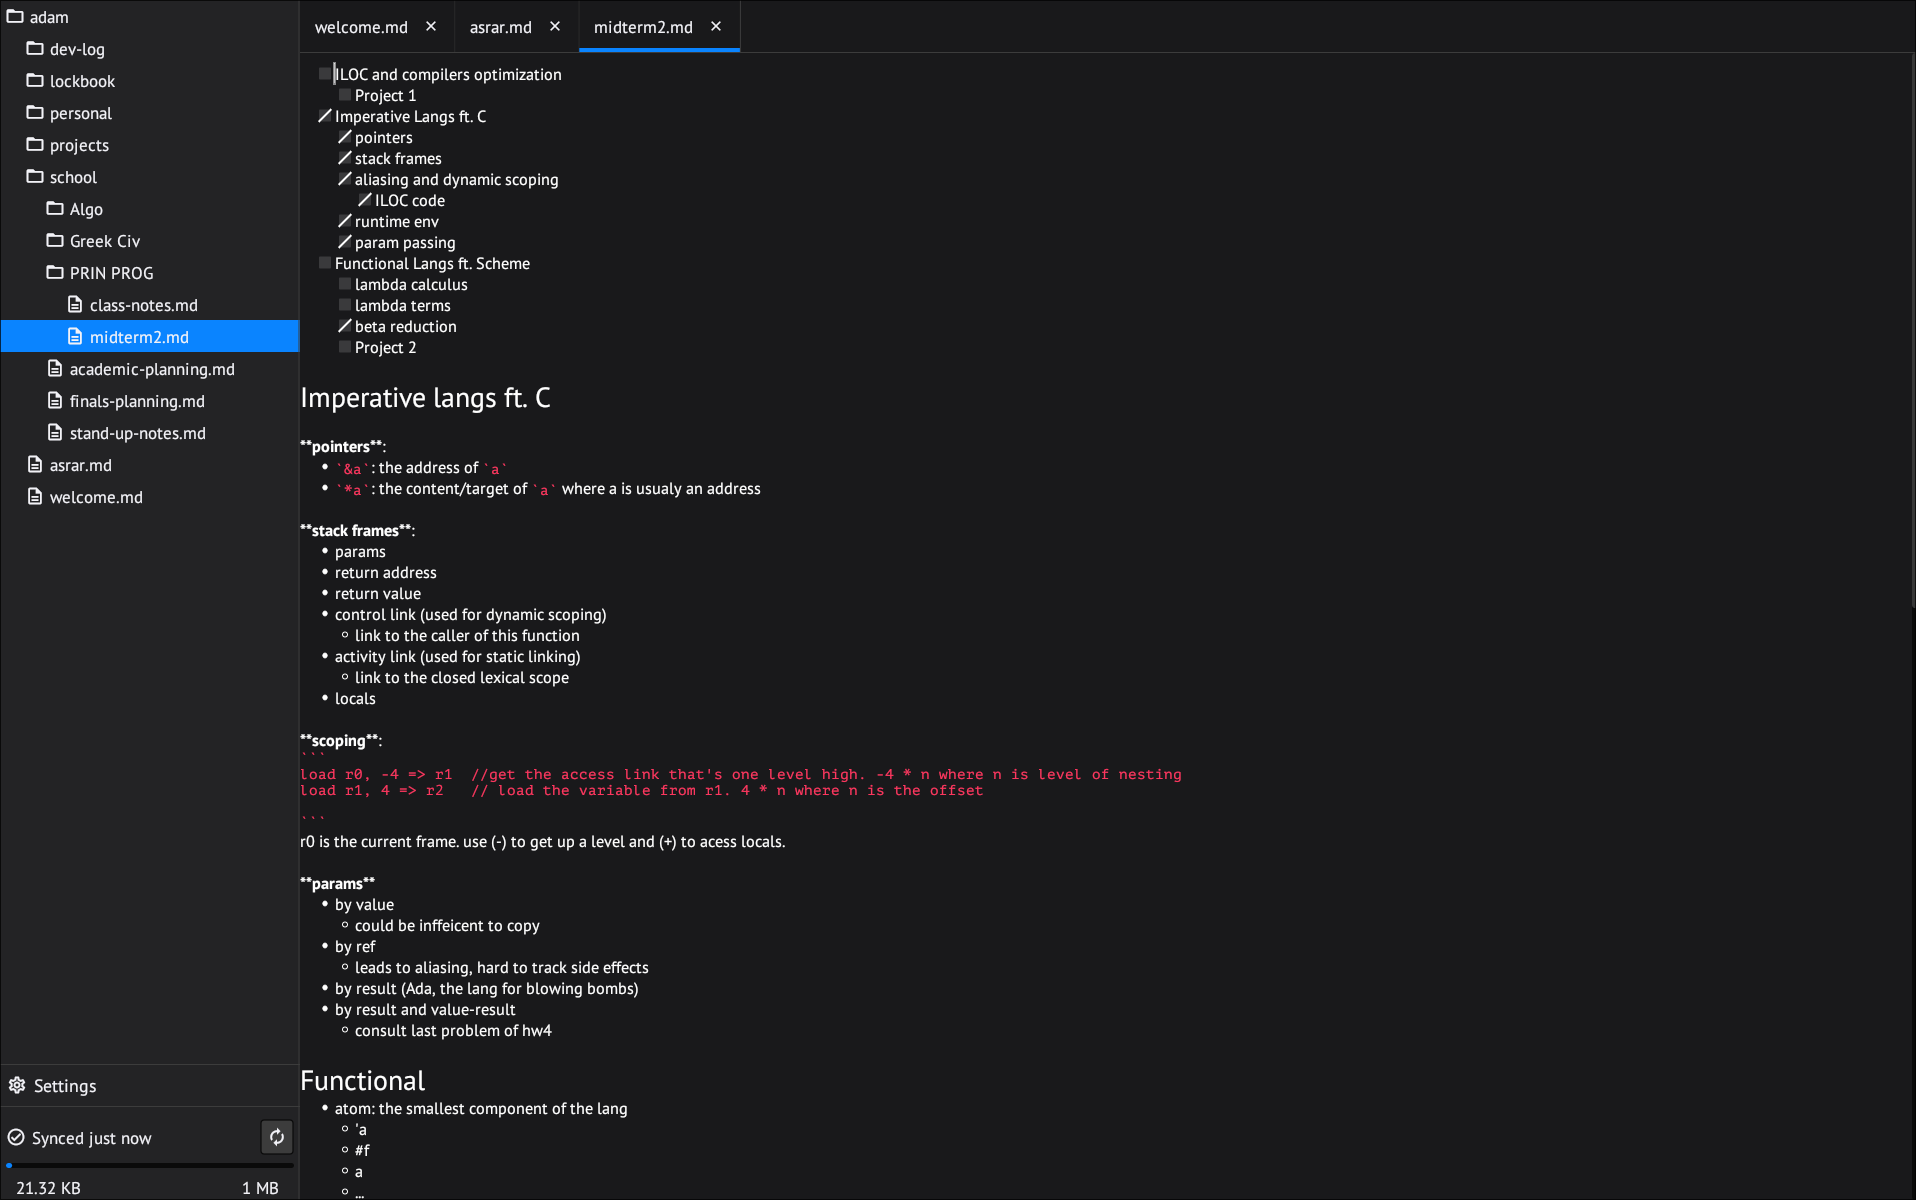 adam
dev-log
lockbook
personal
projects
school
Algo
Greek Civ
PRIN PROG
class-notes.md
midterm2.md
academic-planning.md
finals-planning.md
stand-up-notes.md
asrar.md
welcome.md
Settings
Synced just now
21.32 KB 1 MB
welcome.md asrar.md midterm2.md
ILOC and compilers optimization
Project 1
Imperative Langs ft. C
pointers
stack frames
aliasing and dynamic scoping
ILOC code
runtime env
param passing
Functional Langs ft. Scheme
lambda calculus
lambda terms
beta reduction
Project 2
Imperative langs ft. C
**pointers**:
• `&a`: the address of `a`
• `*a`: the content/target of `a` where a is usualy an address
**stack frames**:
• params
• return address
• return value
• control link (used for dynamic scoping)
◦ link to the caller of this function
• activity link (used for static linking)
◦ link to the closed lexical scope
• locals
**scoping**:
```
load r0, -4 => r1  //get the access link that's one level high. -4 * n where n is level of nesting
load r1, 4 => r2   // load the variable from r1. 4 * n where n is the offset
```
r0 is the current frame. use (-) to get up a level and (+) to acess locals.
**params**
• by value
◦ could be inffeicent to copy
• by ref
◦ leads to aliasing, hard to track side effects
• by result (Ada, the lang for blowing bombs)
• by result and value-result
◦ consult last problem of hw4
Functional
• atom: the smallest component of the lang
◦ 'a
◦ #f
◦ a
◦ ...